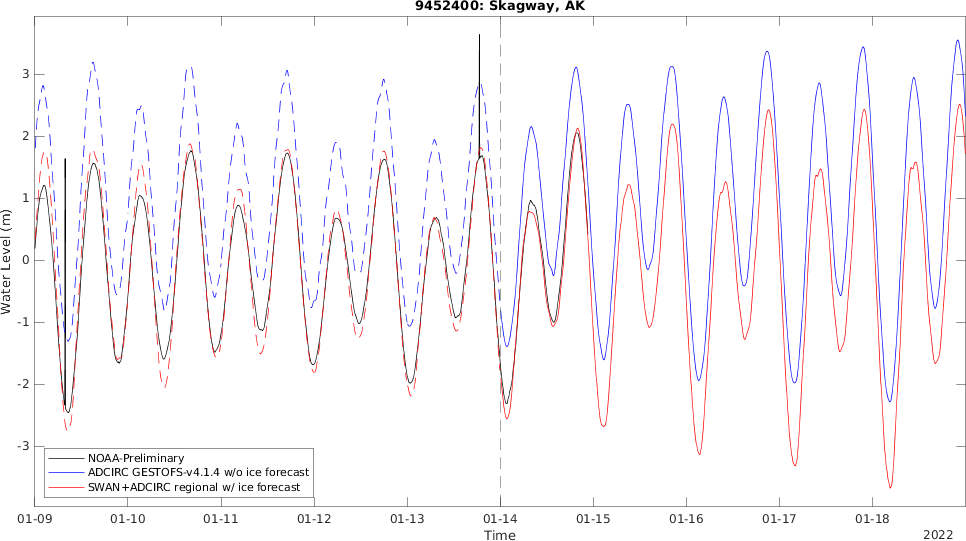 9452400: Skagway, AK
Water Level (m)
3
2
1
0
-1
-2
-3
NOAA-Preliminary
ADCIRC GESTOFS-v4.1.4 w/o ice forecast
SWAN+ADCIRC regional w/ ice forecast
01-09 01-10 01-11 01-12 01-13 01-14 01-15 01-16 01-17 01-18
Time
2022